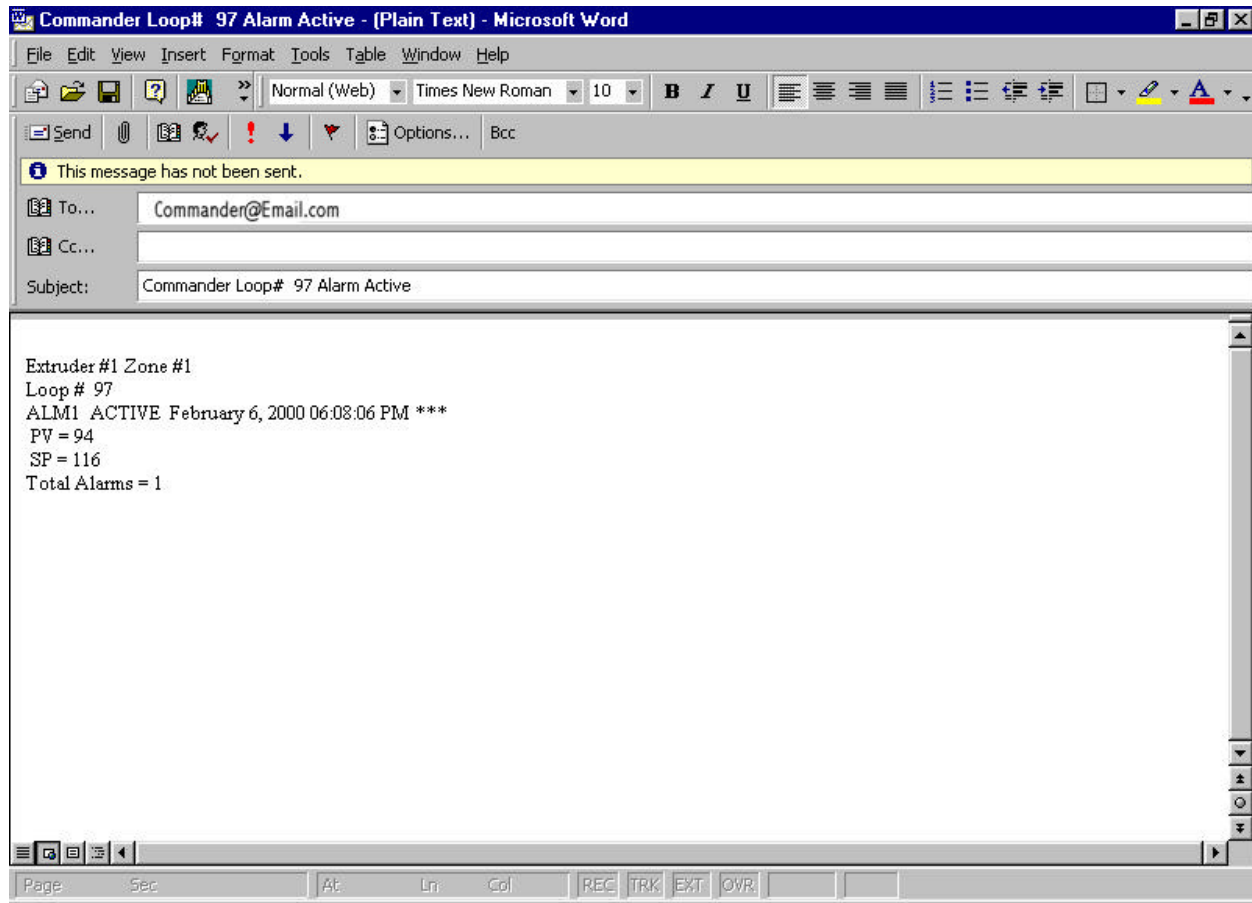 Commander Loop#  97 Alarm Active - (Plain Text) - Microsoft Word
File Edit View Insert Format Tools Table Window Help
Normal (Web) Times New Roman 10 B I U A
Send Options... Bcc
This message has not been sent.
To... Commander@Email.com
Cc...
Subject: Commander Loop#  97 Alarm Active
Extruder #1 Zone #1
Loop #  97
ALM1  ACTIVE  February 6, 2000 06:08:06 PM ***
PV = 94
SP = 116
Total Alarms = 1
Page Sec At Ln Col REC TRK EXT OVR